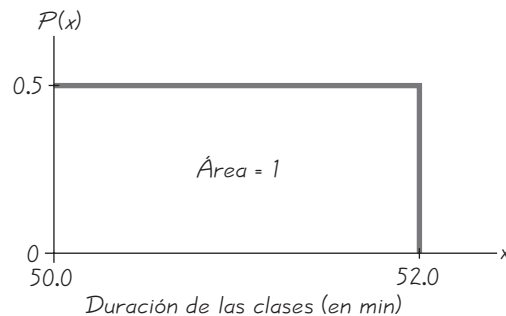 P(x)
0.5
Área = 1
0
x
50.0
52.0
Duración de las clases (en min)